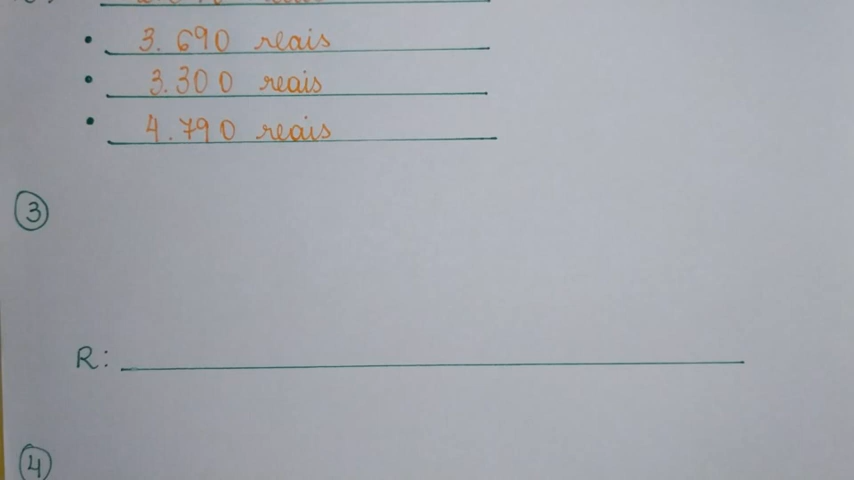 • 3.690 reais
• 3.300 reais
• 4.790 reais
3
R:
4